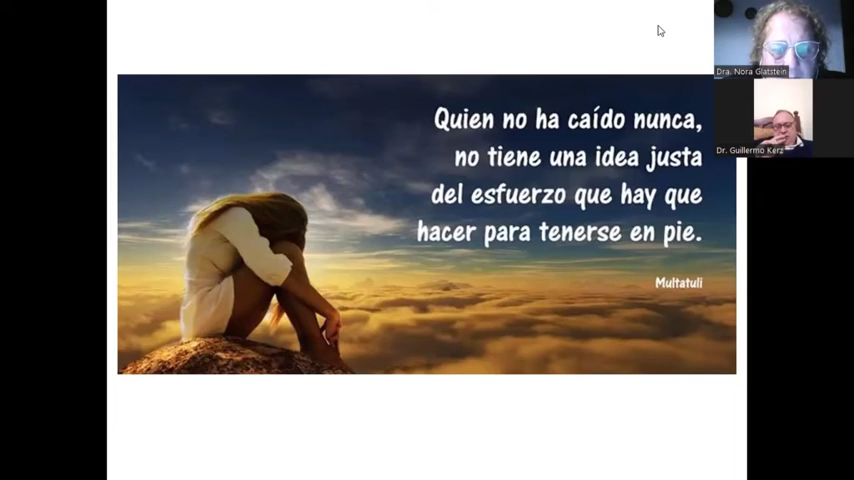 Quien no ha caído nunca,
no tiene una idea justa
del esfuerzo que hay que
hacer para tenerse en pie.
Multatuli
Dra. Nora Glatstein
Dr. Guillermo Kerz